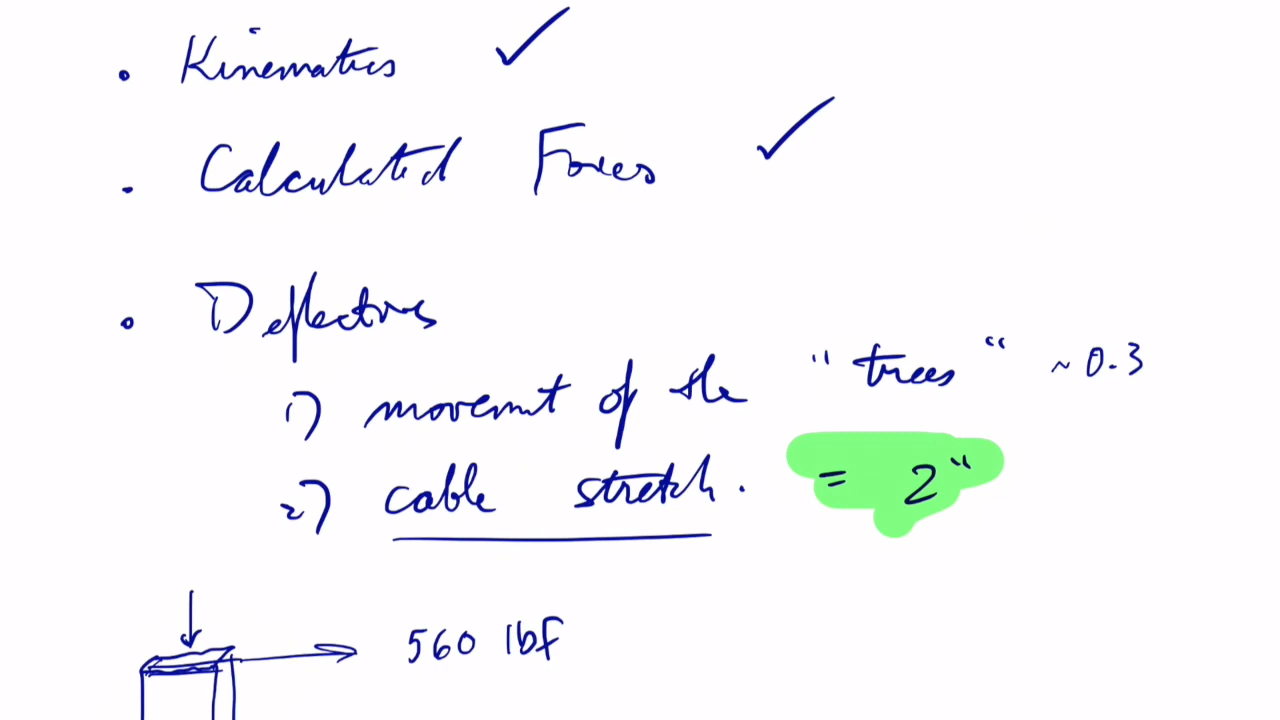 • Kinematics ✓
• Calculated Forces ✓
• Deflections
1) movement of the "trees" ~ 0.3
2) cable stretch. = 2"
560 lbf